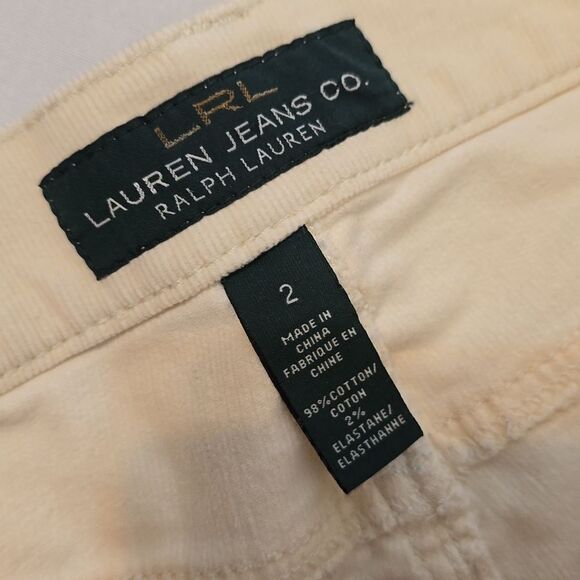 LRL
LAUREN JEANS CO.
RALPH LAUREN
2
MADE IN
CHINA
FABRIQUE EN
CHINE
98%COTTON/
COTON
2%
ELASTANE/
ELASTHANNE